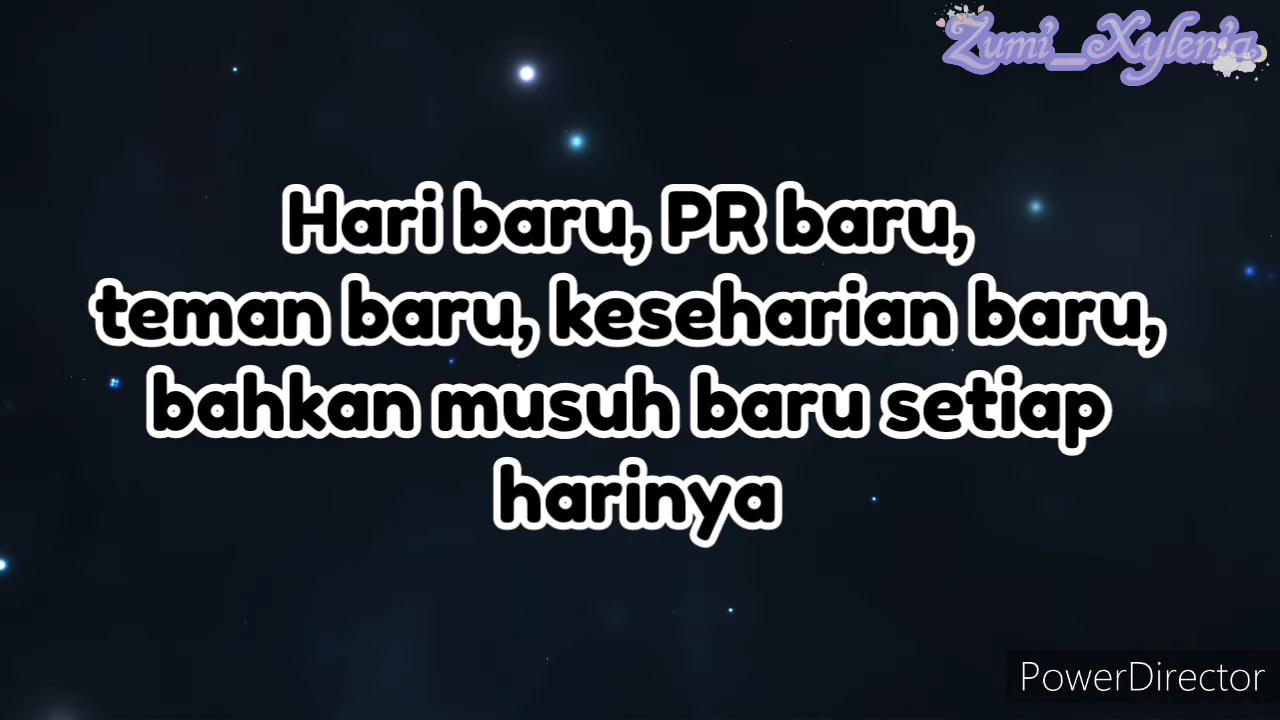 Zumi_Xylenia
Hari baru, PR baru,
teman baru, keseharian baru,
bahkan musuh baru setiap
harinya
PowerDirector